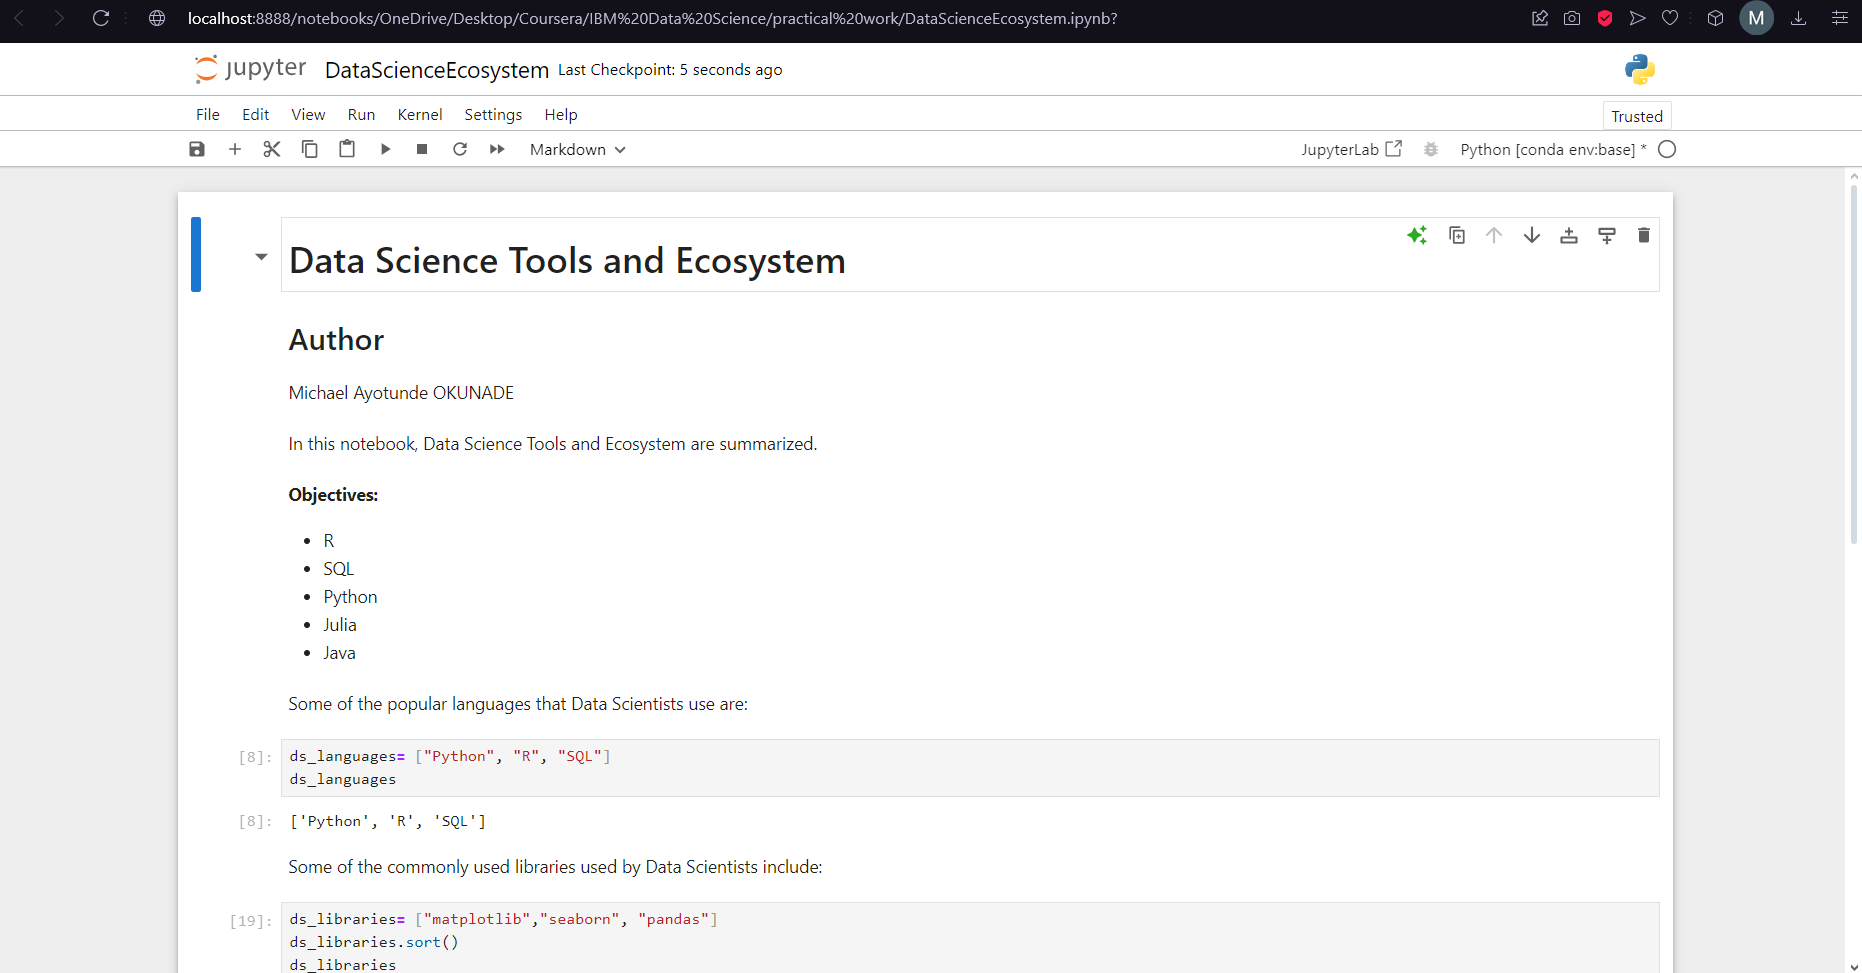 localhost:8888/notebooks/OneDrive/Desktop/Coursera/IBM%20Data%20Science/practical%20work/DataScienceEcosystem.ipynb?
M
jupyter DataScienceEcosystem Last Checkpoint: 5 seconds ago
File Edit View Run Kernel Settings Help
Trusted
Markdown
JupyterLab
Python [conda env:base] *
Data Science Tools and Ecosystem
Author
Michael Ayotunde OKUNADE
In this notebook, Data Science Tools and Ecosystem are summarized.
Objectives:
• R
• SQL
• Python
• Julia
• Java
Some of the popular languages that Data Scientists use are:
[8]: ds_languages= ["Python", "R", "SQL"]
ds_languages
[8]: ['Python', 'R', 'SQL']
Some of the commonly used libraries used by Data Scientists include:
[19]: ds_libraries= ["matplotlib","seaborn", "pandas"]
ds_libraries.sort()
ds_libraries